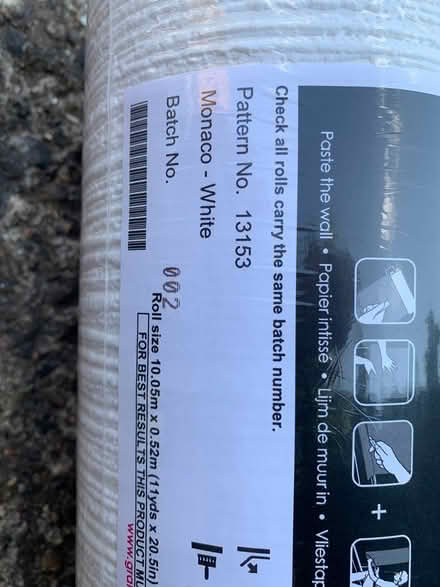 Paste the wall • Papier intissé • Lijm de muur in •
Check all rolls carry the same batch number.
Pattern No. 13153
Monaco - White
Batch No. 002
Roll size 10.05m x 0.52m (11yds x 20.5in)
FOR BEST RESULTS THIS PRODUCT